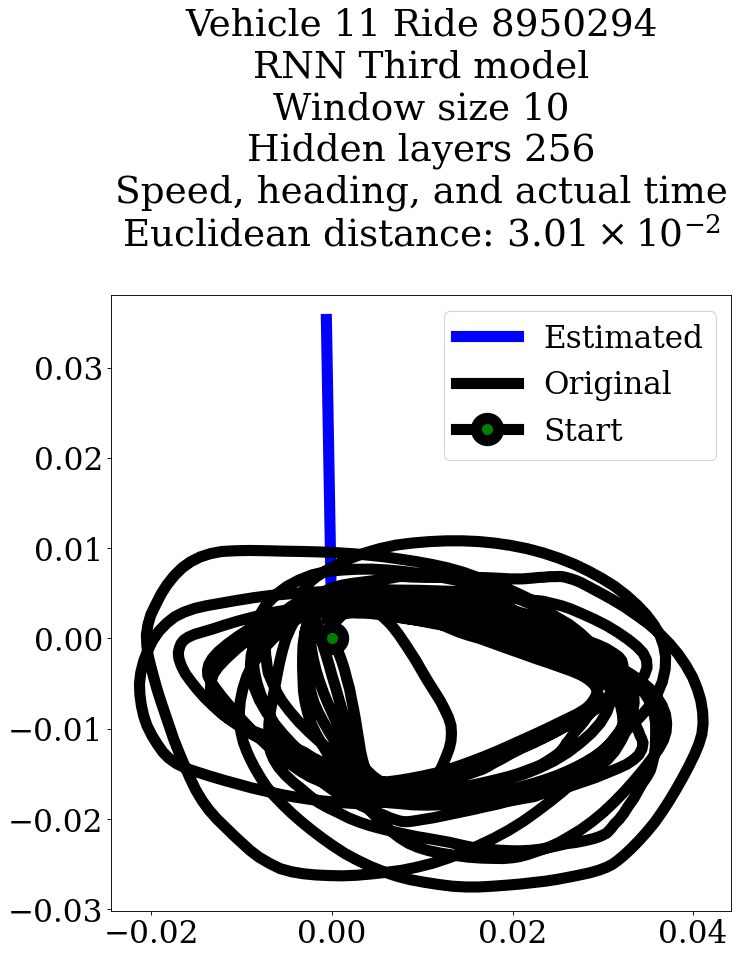 Vehicle 11 Ride 8950294
RNN Third model
Window size 10
Hidden layers 256
Speed, heading, and actual time
Euclidean distance: 3.01 × 10⁻²
Estimated
Original
Start
0.03
0.02
0.01
0.00
−0.01
−0.02
−0.03
−0.02
0.00
0.02
0.04